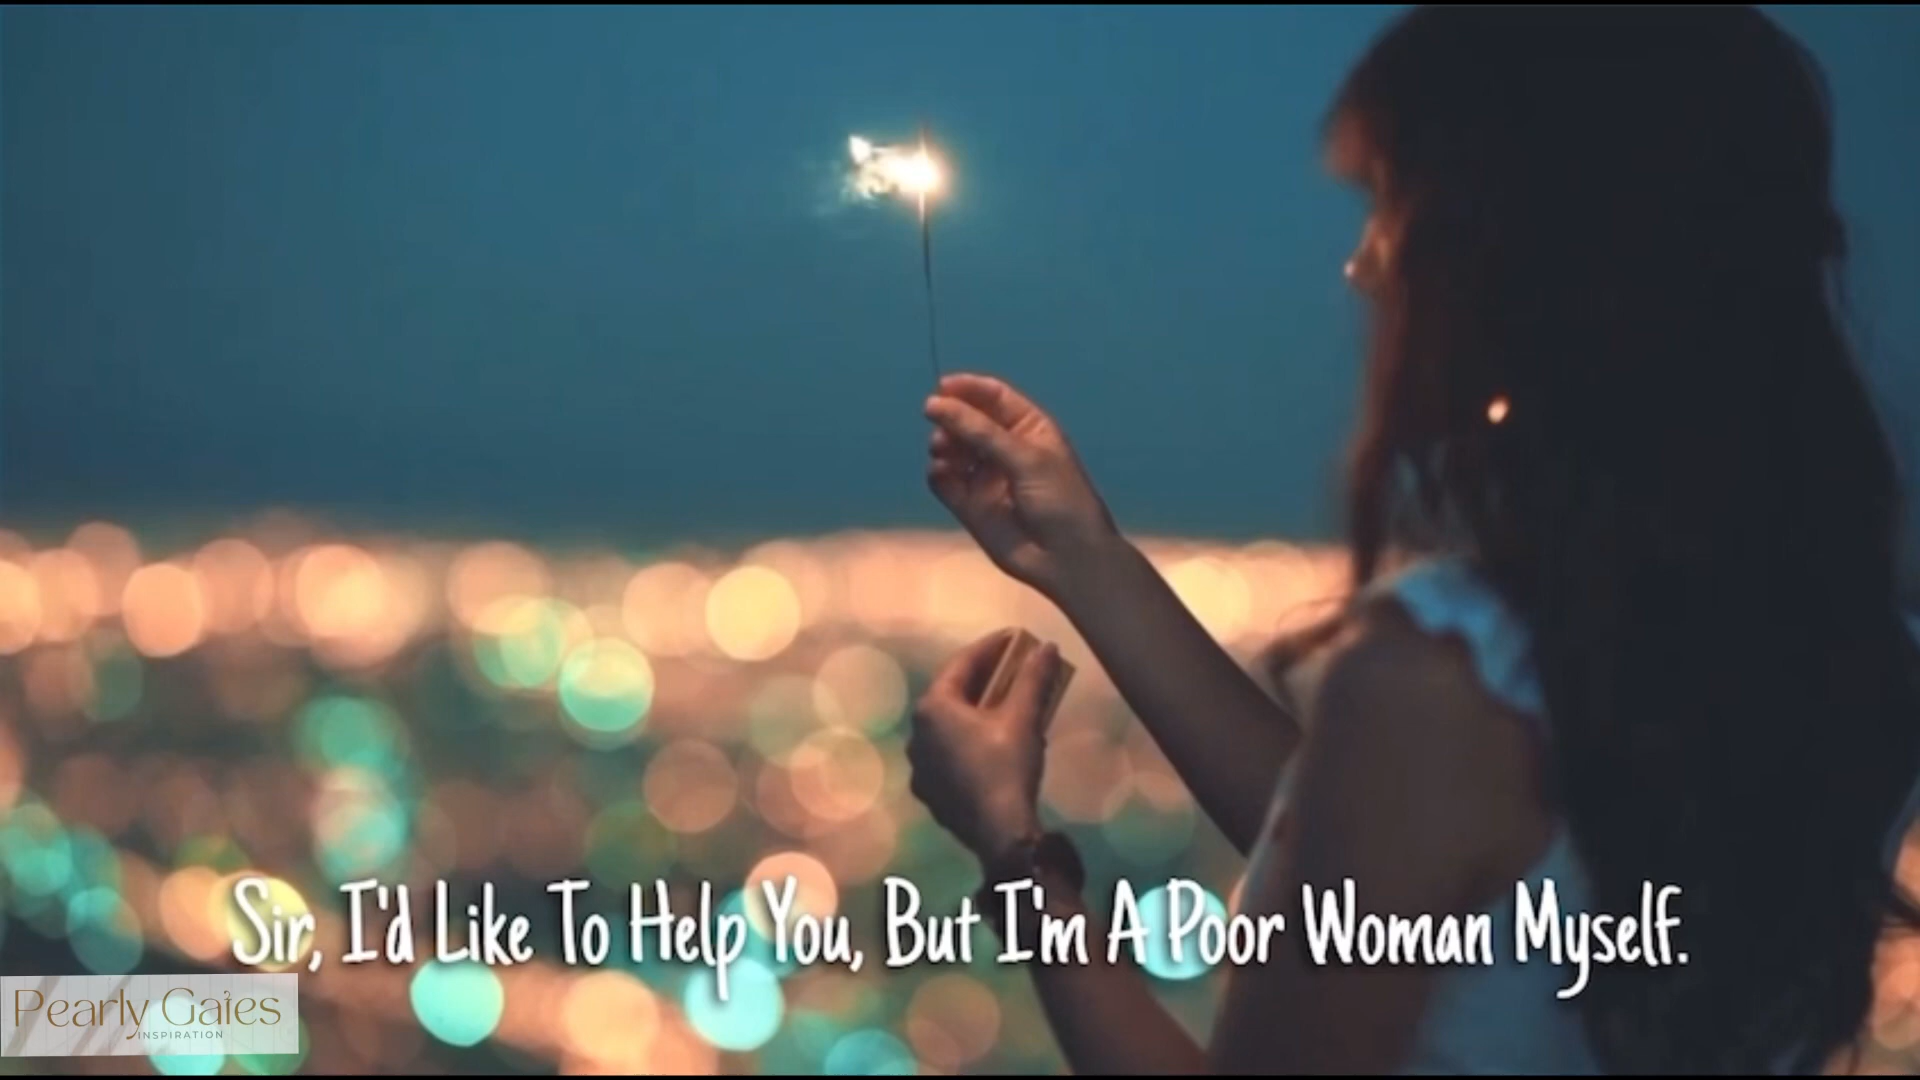 Sir, I'd Like To Help You, But I'm A Poor Woman Myself.
Pearly Gates
INSPIRATION